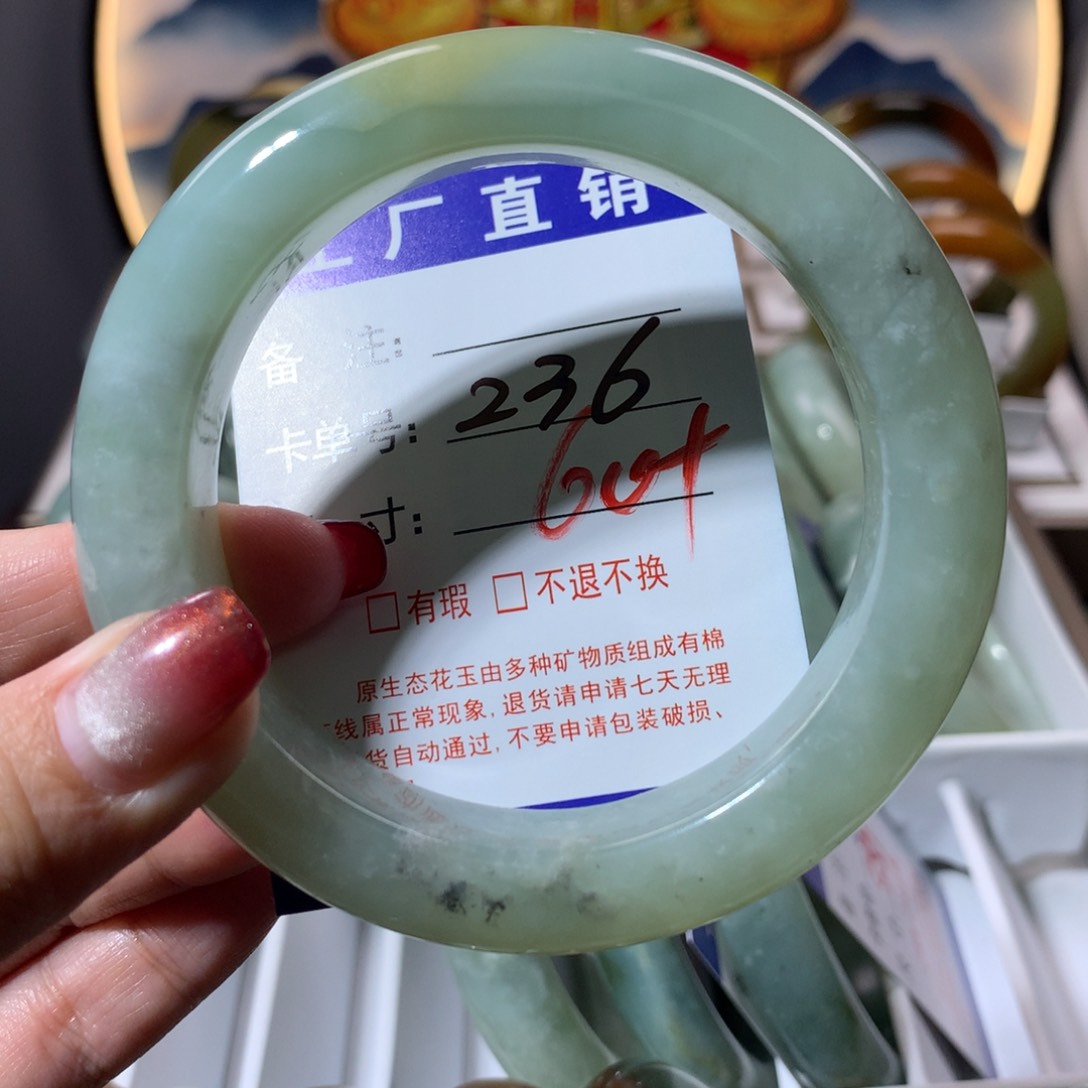 工厂直销
备 注:
卡单号: 236
寸:
□有瑕 □不退不换
原生态花玉由多种矿物质组成有棉
线属正常现象,退货请申请七天无理
货自动通过,不要申请包装破损、